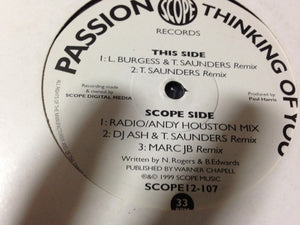 PASSION
THINKING OF YOU
SCOPE
RECORDS
THIS SIDE
1: L. BURGESS & T. SAUNDERS Remix
2: T. SAUNDERS Remix
Recording made
& owned by
SCOPE DIGITAL MEDIA
Produced by
Paul Harris
SCOPE SIDE
1: RADIO/ANDY HOUSTON MIX
2: DJ ASH & T. SAUNDERS Remix
3: MARC JB Remix
Written by N. Rogers & B.Edwards
PUBLISHED BY WARNER CHAPELL
℗&© 1999 SCOPE MUSIC
SCOPE12-107
33
RPM